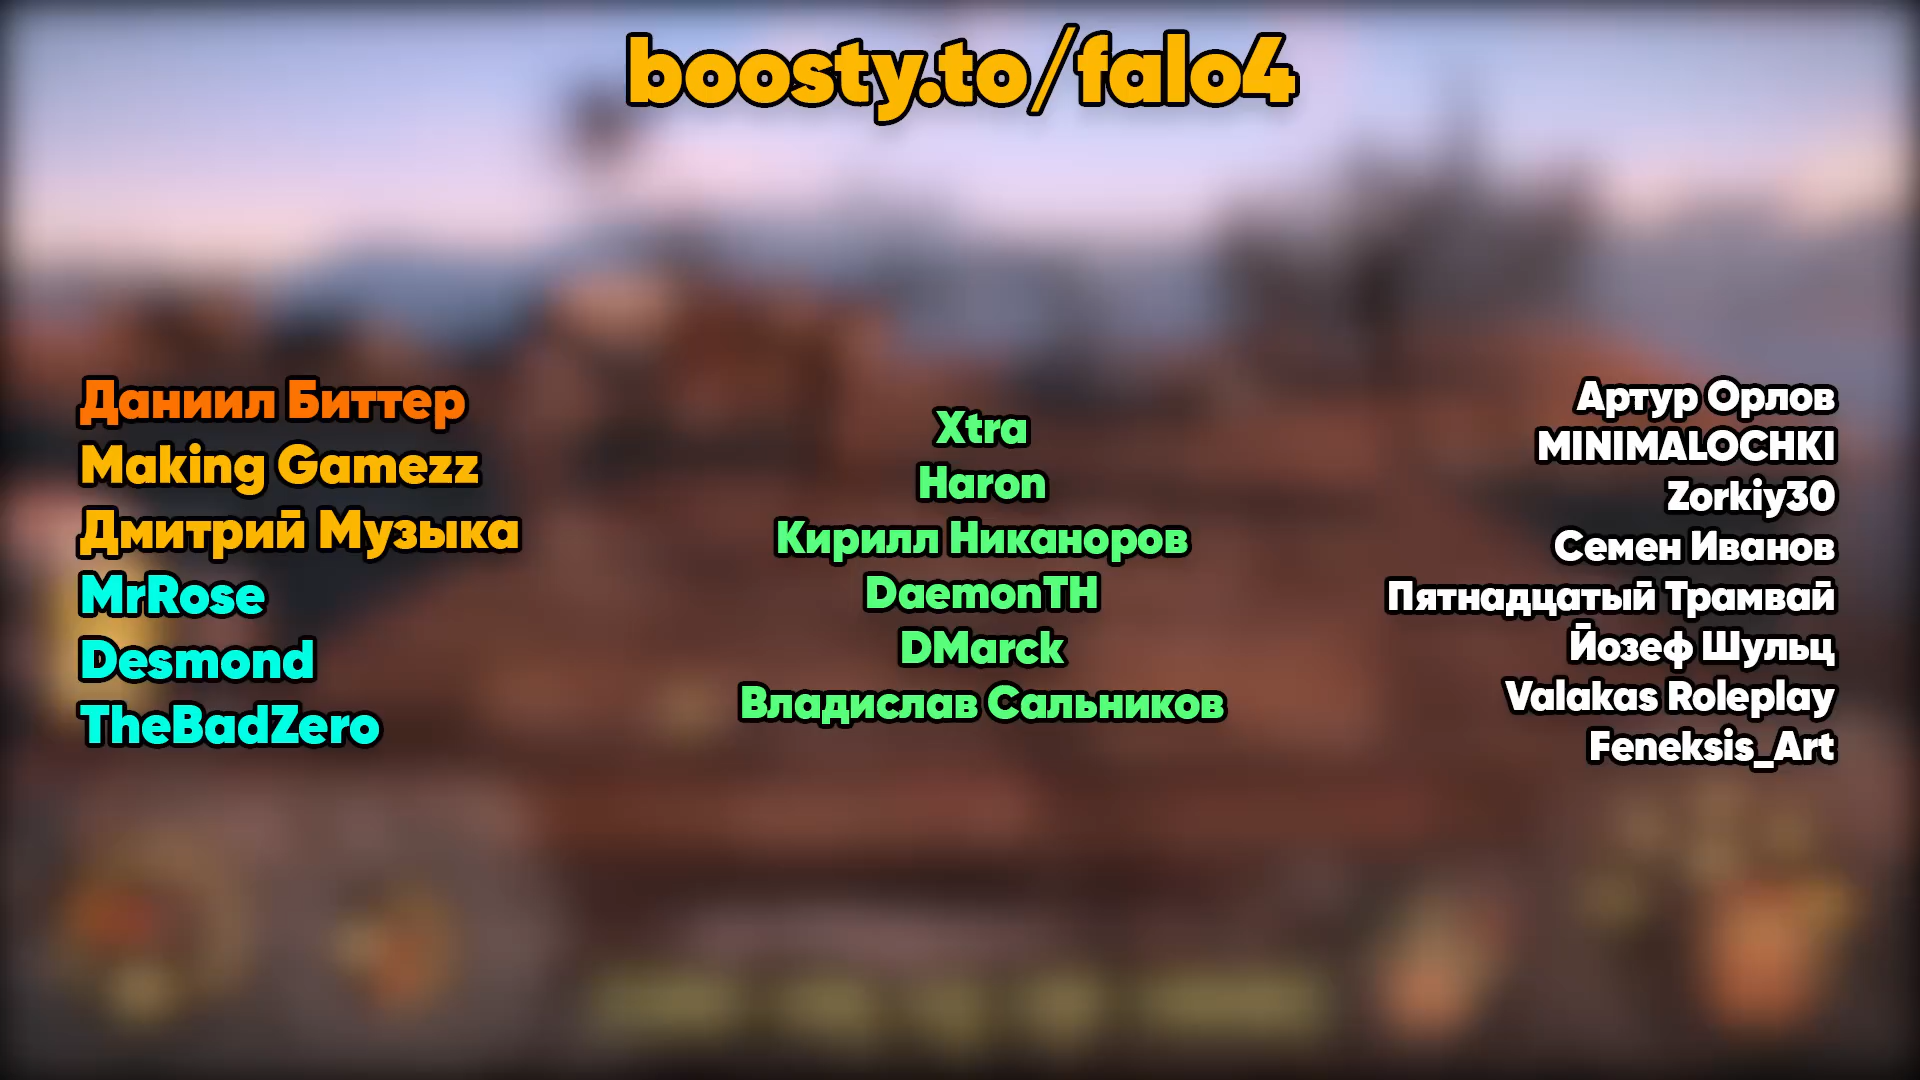 boosty.to/falo4
Даниил Биттер
Making Gamezz
Дмитрий Музыка
MrRose
Desmond
TheBadZero
Xtra
Haron
Кирилл Никаноров
DaemonTH
DMarck
Владислав Сальников
Артур Орлов
MINIMALOCHKI
Zorkiy30
Семен Иванов
Пятнадцатый Трамвай
Йозеф Шульц
Valakas Roleplay
Feneksis_Art